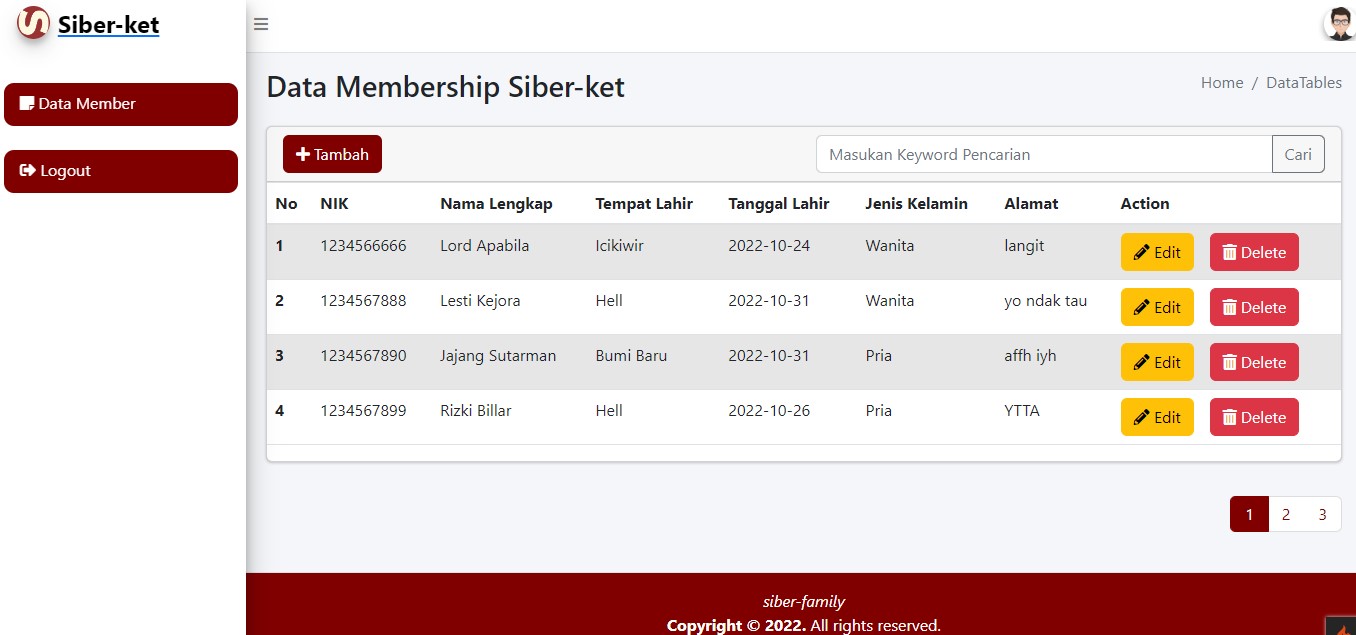 Siber-ket
Data Member
Logout
Data Membership Siber-ket
Home / DataTables
Tambah
Masukan Keyword Pencarian Cari
No NIK Nama Lengkap Tempat Lahir Tanggal Lahir Jenis Kelamin Alamat Action
1 1234566666 Lord Apabila Icikiwir 2022-10-24 Wanita langit Edit Delete
2 1234567888 Lesti Kejora Hell 2022-10-31 Wanita yo ndak tau Edit Delete
3 1234567890 Jajang Sutarman Bumi Baru 2022-10-31 Pria affh iyh Edit Delete
4 1234567899 Rizki Billar Hell 2022-10-26 Pria YTTA Edit Delete
1 2 3
siber-family
Copyright © 2022. All rights reserved.